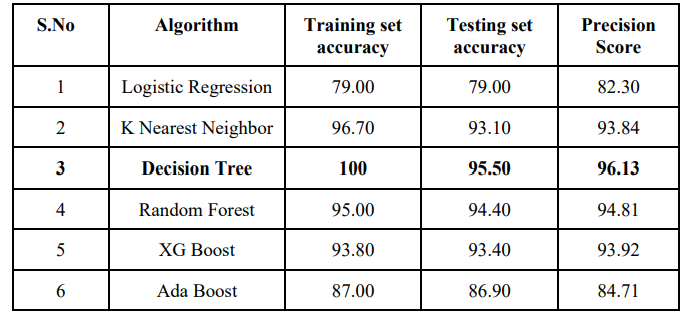 S.No Algorithm Training set accuracy Testing set accuracy Precision Score
1 Logistic Regression 79.00 79.00 82.30
2 K Nearest Neighbor 96.70 93.10 93.84
3 Decision Tree 100 95.50 96.13
4 Random Forest 95.00 94.40 94.81
5 XG Boost 93.80 93.40 93.92
6 Ada Boost 87.00 86.90 84.71